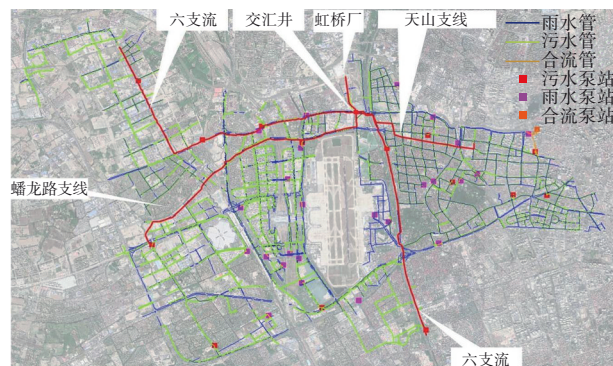 六支流
交汇井
虹桥厂
天山支线
雨水管
污水管
合流管
污水泵站
雨水泵站
合流泵站
蟠龙路支线
六支流